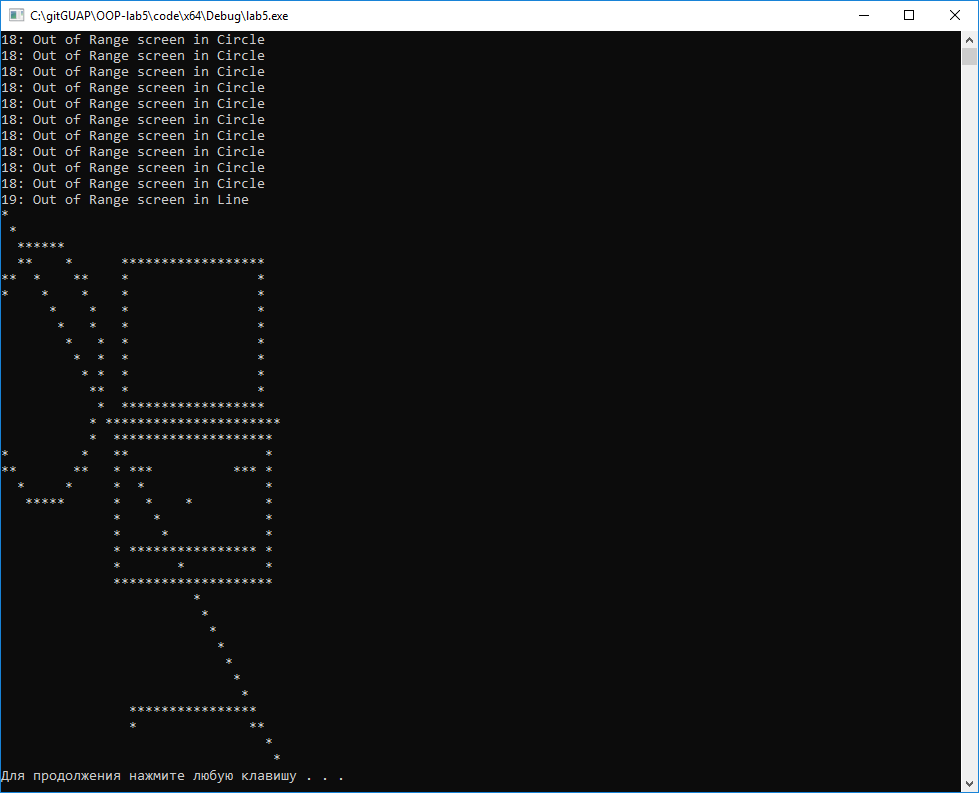 C:\gitGUAP\OOP-lab5\code\x64\Debug\lab5.exe
18: Out of Range screen in Circle
18: Out of Range screen in Circle
18: Out of Range screen in Circle
18: Out of Range screen in Circle
18: Out of Range screen in Circle
18: Out of Range screen in Circle
18: Out of Range screen in Circle
18: Out of Range screen in Circle
18: Out of Range screen in Circle
18: Out of Range screen in Circle
19: Out of Range screen in Line
Для продолжения нажмите любую клавишу . . .